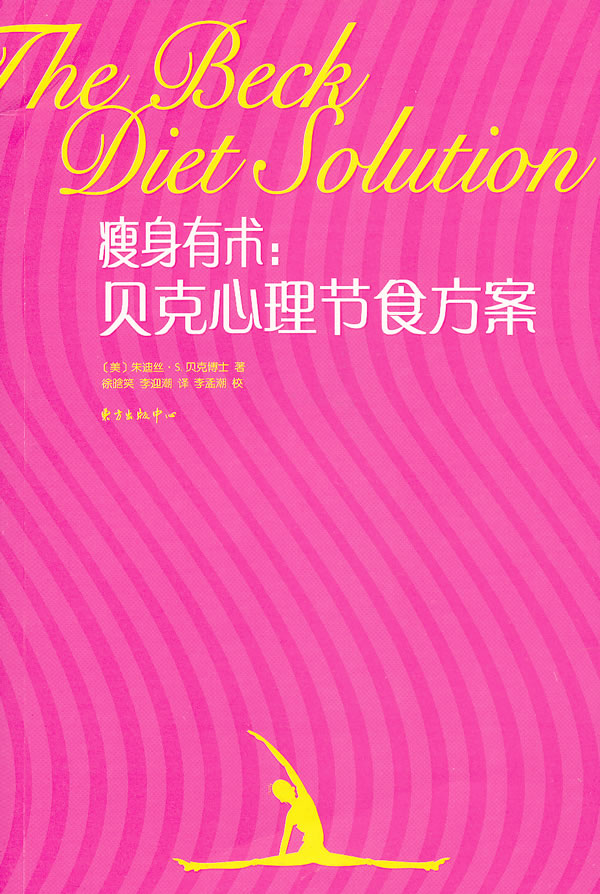 The Beck
Diet Solution
瘦身有术：
贝克心理节食方案
〔美〕朱迪丝·S.贝克博士 著
徐晗笑 李迎潮 译 李孟潮 校
东方出版中心